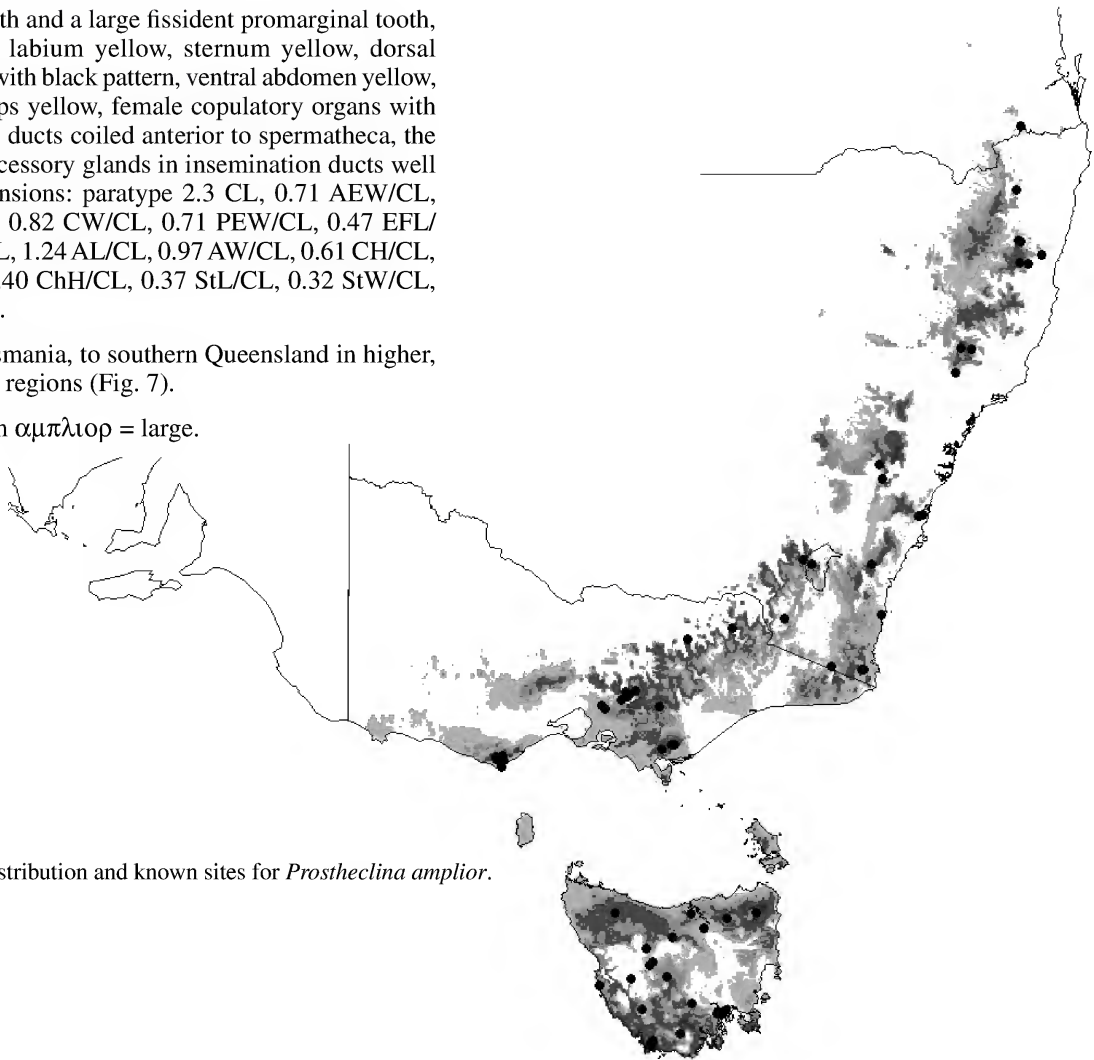 th and a large fissident promarginal tooth,
labium yellow, sternum yellow, dorsal
with black pattern, ventral abdomen yellow,
ps yellow, female copulatory organs with
ducts coiled anterior to spermatheca, the
cessory glands in insemination ducts well
nsions: paratype 2.3 CL, 0.71 AEW/CL,
0.82 CW/CL, 0.71 PEW/CL, 0.47 EFL/
L, 1.24 AL/CL, 0.97 AW/CL, 0.61 CH/CL,
40 ChH/CL, 0.37 StL/CL, 0.32 StW/CL,
.
smania, to southern Queensland in higher,
regions (Fig. 7).
n αμπλιορ = large.
stribution and known sites for Prostheclina amplior.